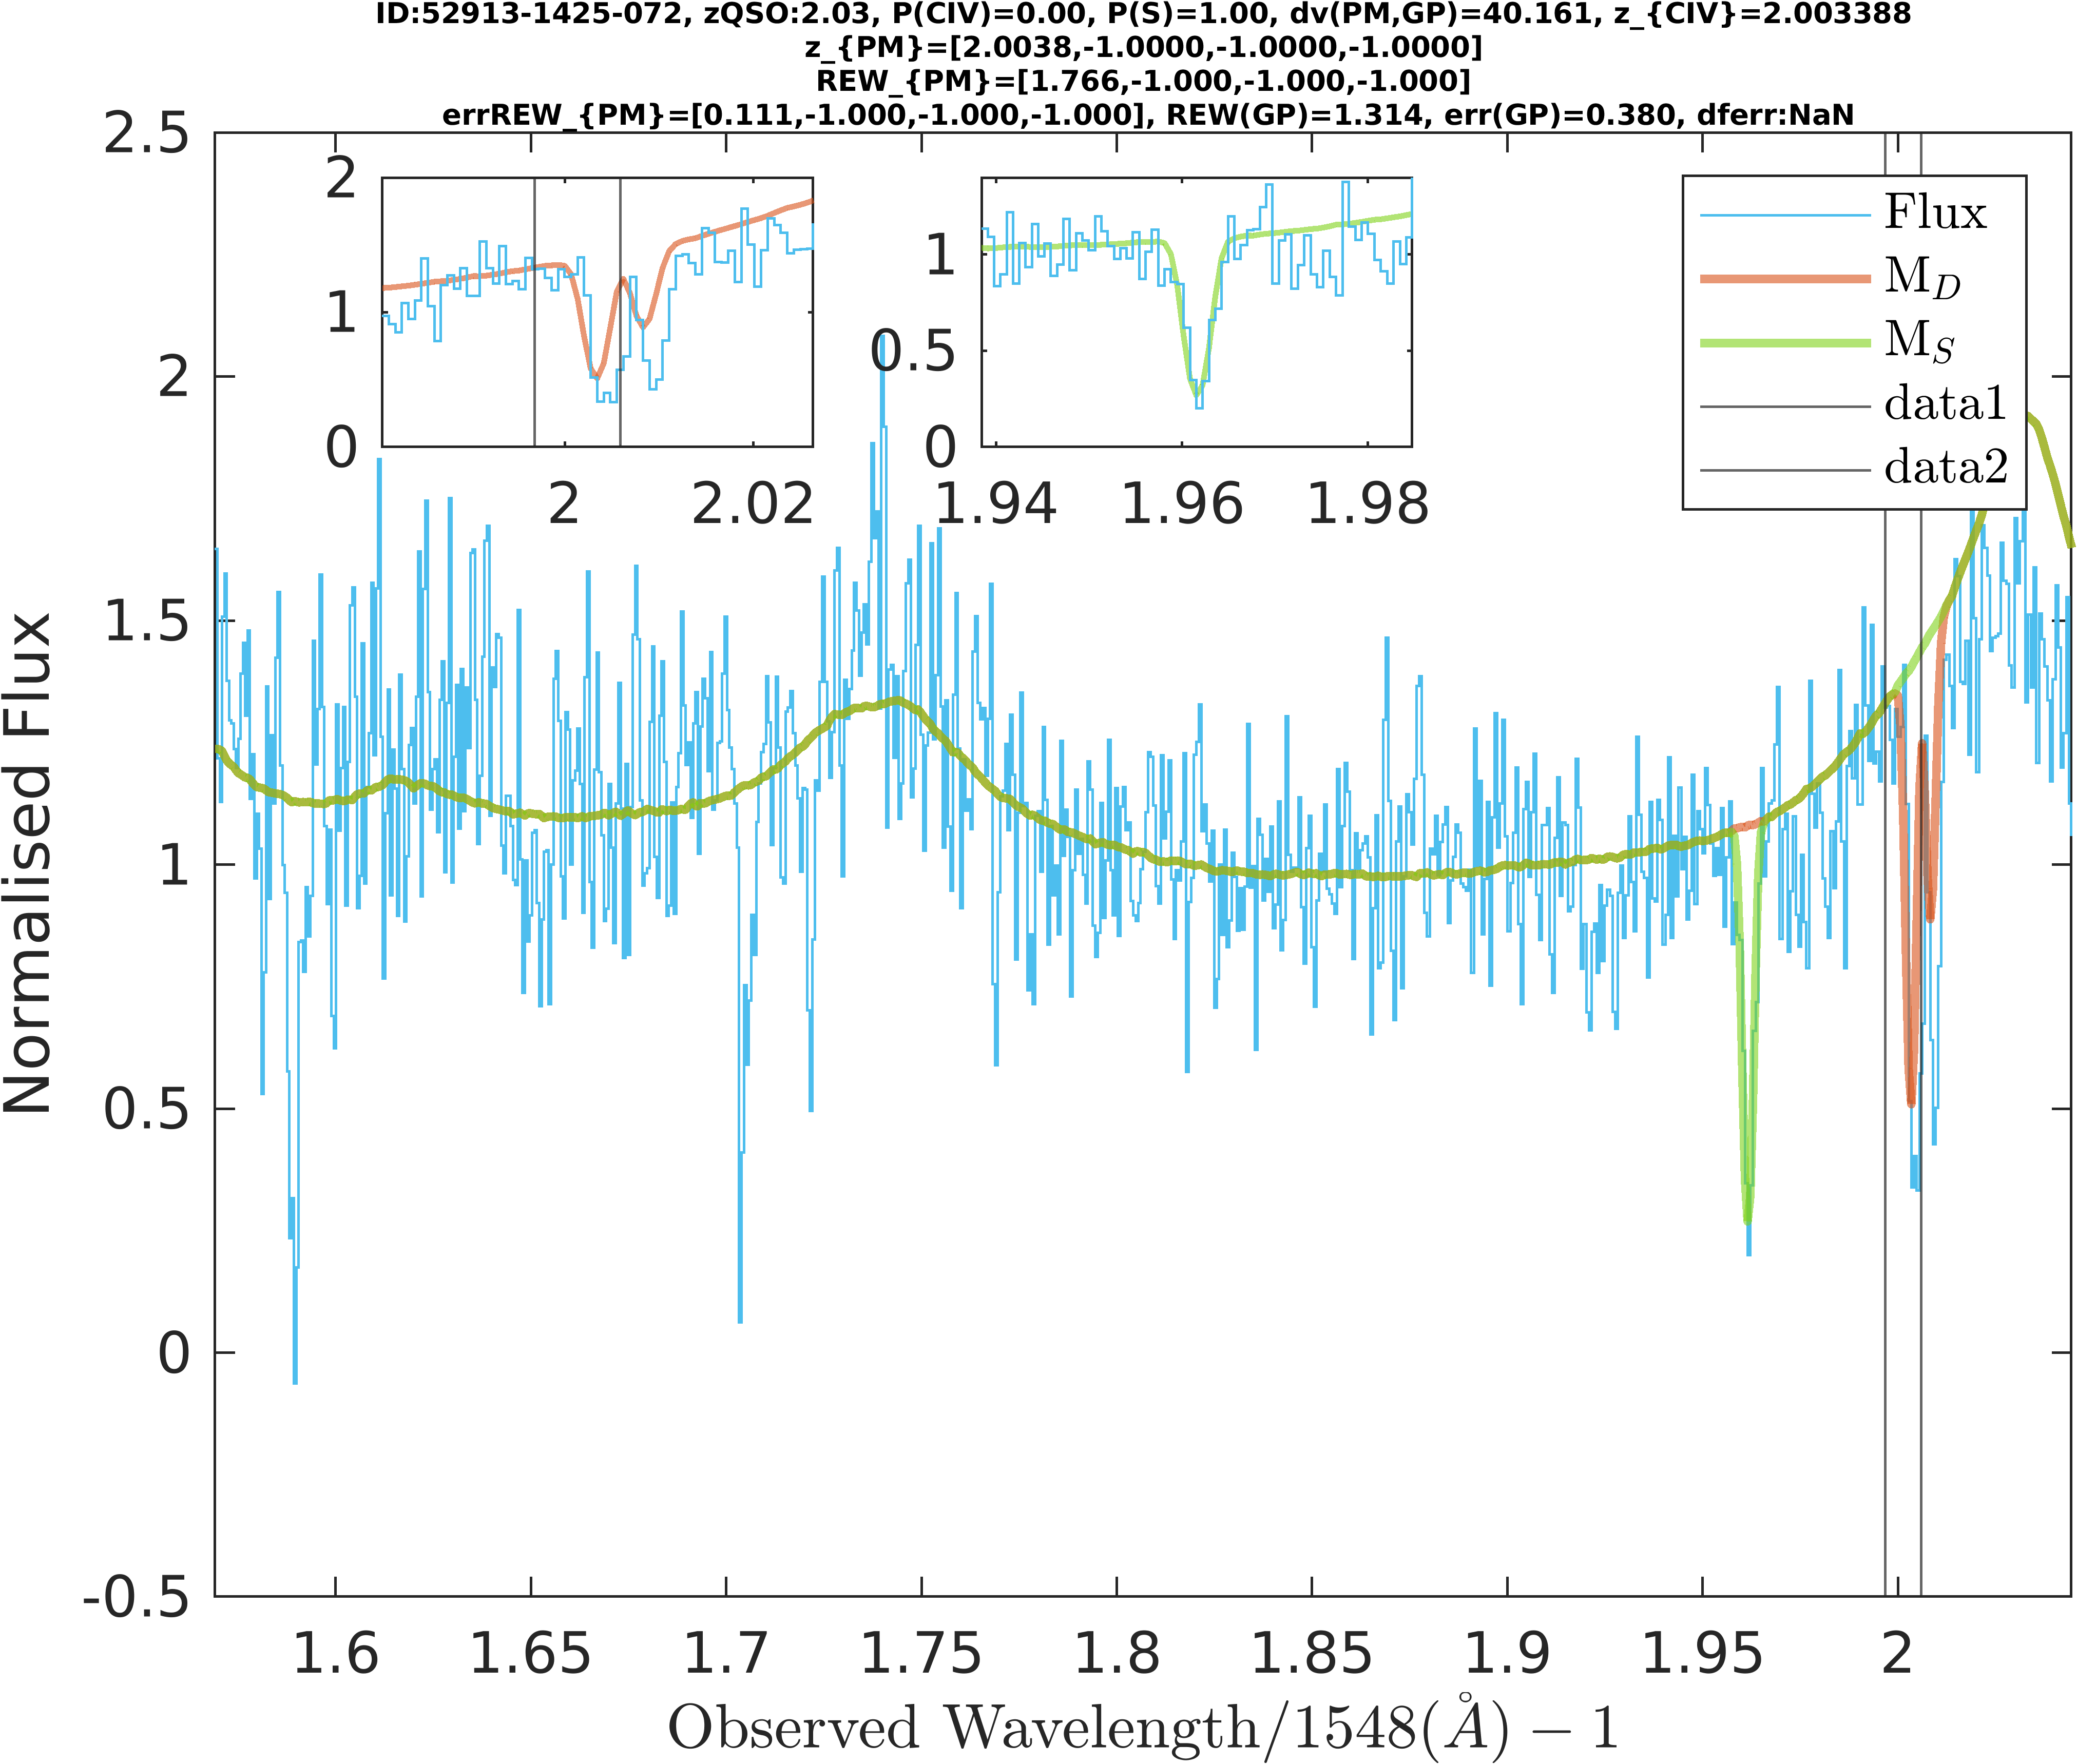 ID:52913-1425-072, zQSO:2.03, P(CIV)=0.00, P(S)=1.00, dv(PM,GP)=40.161, z_{CIV}=2.003388
z_{PM}=[2.0038,-1.0000,-1.0000,-1.0000]
REW_{PM}=[1.766,-1.000,-1.000,-1.000]
errREW_{PM}=[0.111,-1.000,-1.000,-1.000], REW(GP)=1.314, err(GP)=0.380, dferr:NaN
2.5
2
1.5
1
0.5
0
-0.5
Normalised Flux
2
1
0
2
2.02
1
0.5
0
1.94
1.96
1.98
Flux
M_D
M_S
data1
data2
1.6
1.65
1.7
1.75
1.8
1.85
1.9
1.95
2
Observed Wavelength/1548(Å) − 1